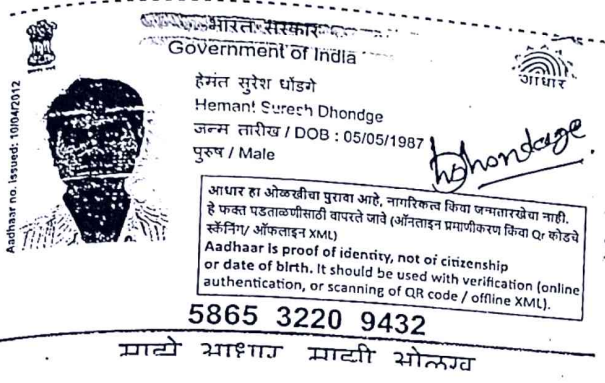 भारत सरकार
Government of India
Aadhaar no. issued: 10/04/2012
आधार
हेमंत सुरेश धोंडगे
Hemant Suresh Dhondge
जन्म तारीख / DOB : 05/05/1987
पुरुष / Male
hsdhondage
आधार हा ओळखीचा पुरावा आहे, नागरिकत्व किंवा जन्मतारखेचा नाही.
हे फक्त पडताळणीसाठी वापरले जावे (ऑनलाइन प्रमाणीकरण किंवा Qr कोडचे
स्कॅनिंग/ ऑफलाइन XML)
Aadhaar is proof of identity, not of citizenship
or date of birth. It should be used with verification (online
authentication, or scanning of QR code / offline XML).
5865 3220 9432
माझे आधार माझी ओळख